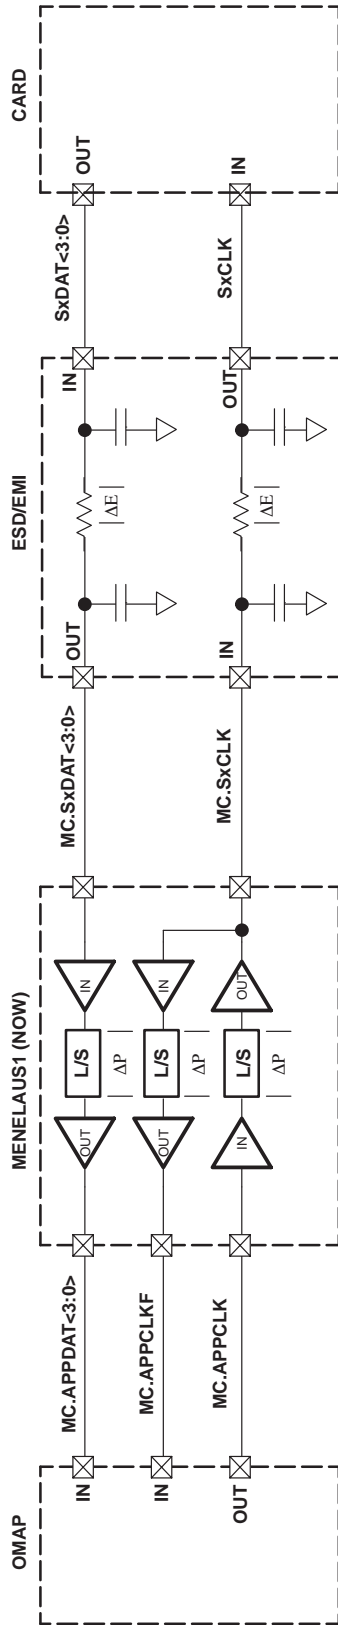 OMAP
MENELAUS1 (NOW)
ESD/EMI
CARD
IN
MC.APPDAT<3:0>
OUT
L/S
ΔP
IN
MC.SxDAT<3:0>
OUT
ΔE
IN
SxDAT<3:0>
OUT
IN
MC.APPCLKF
OUT
L/S
ΔP
IN
OUT
MC.APPCLK
IN
L/S
ΔP
OUT
MC.SxCLK
IN
ΔE
OUT
SxCLK
IN